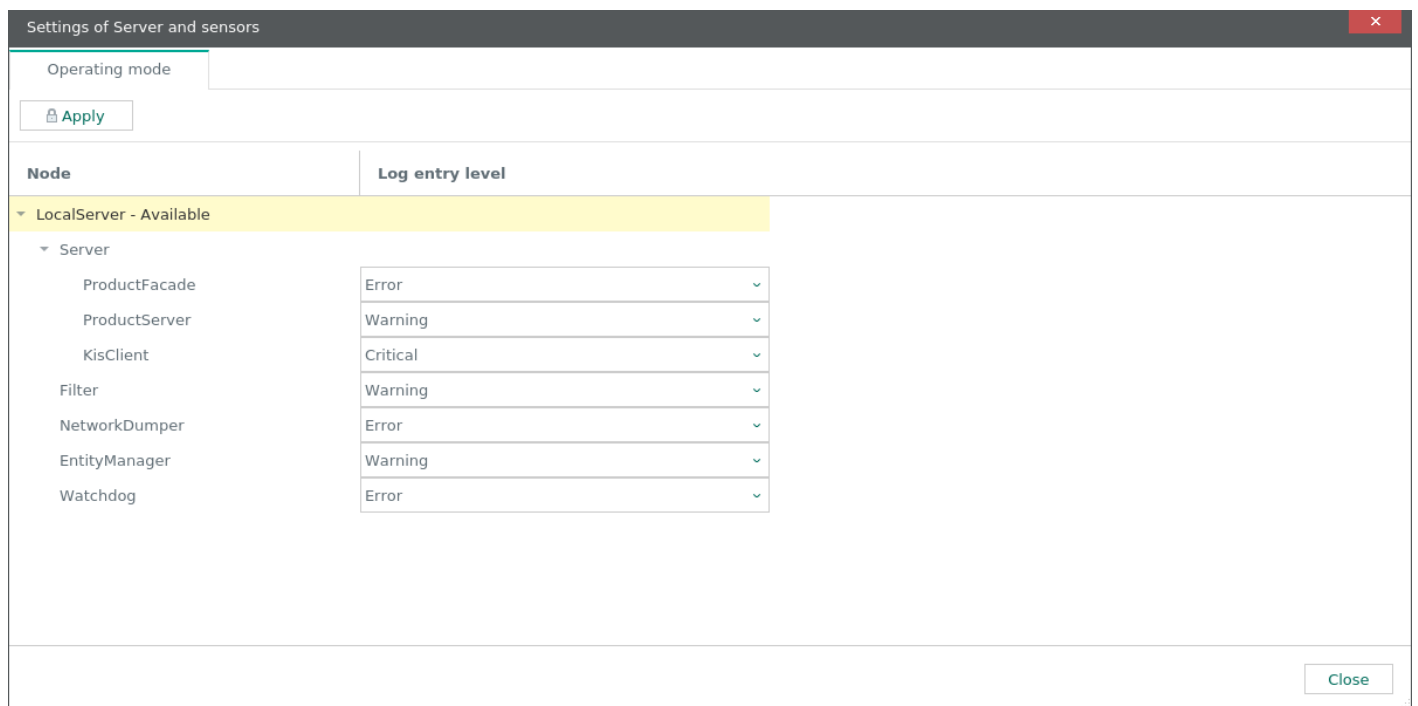 Settings of Server and sensors
Operating mode
Apply
Node Log entry level
LocalServer - Available
Server
ProductFacade Error
ProductServer Warning
KisClient Critical
Filter Warning
NetworkDumper Error
EntityManager Warning
Watchdog Error
Close